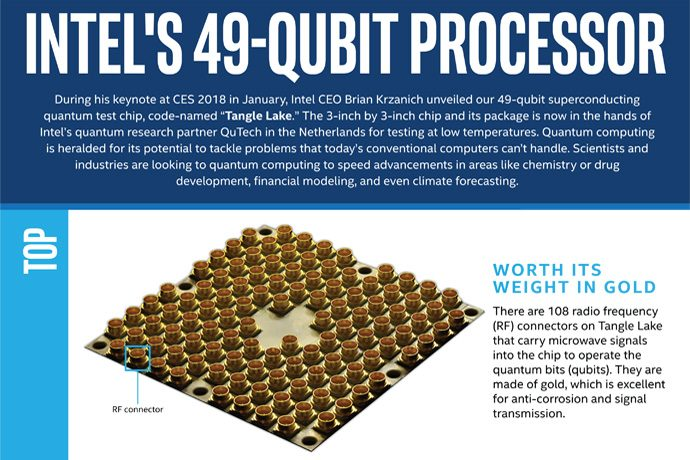 INTEL'S 49-QUBIT PROCESSOR
During his keynote at CES 2018 in January, Intel CEO Brian Krzanich unveiled our 49-qubit superconducting
quantum test chip, code-named “Tangle Lake.” The 3-inch by 3-inch chip and its package is now in the hands of
Intel's quantum research partner QuTech in the Netherlands for testing at low temperatures. Quantum computing
is heralded for its potential to tackle problems that today's conventional computers can't handle. Scientists and
industries are looking to quantum computing to speed advancements in areas like chemistry or drug
development, financial modeling, and even climate forecasting.
TOP
RF connector
WORTH ITS
WEIGHT IN GOLD
There are 108 radio frequency
(RF) connectors on Tangle Lake
that carry microwave signals
into the chip to operate the
quantum bits (qubits). They are
made of gold, which is excellent
for anti-corrosion and signal
transmission.